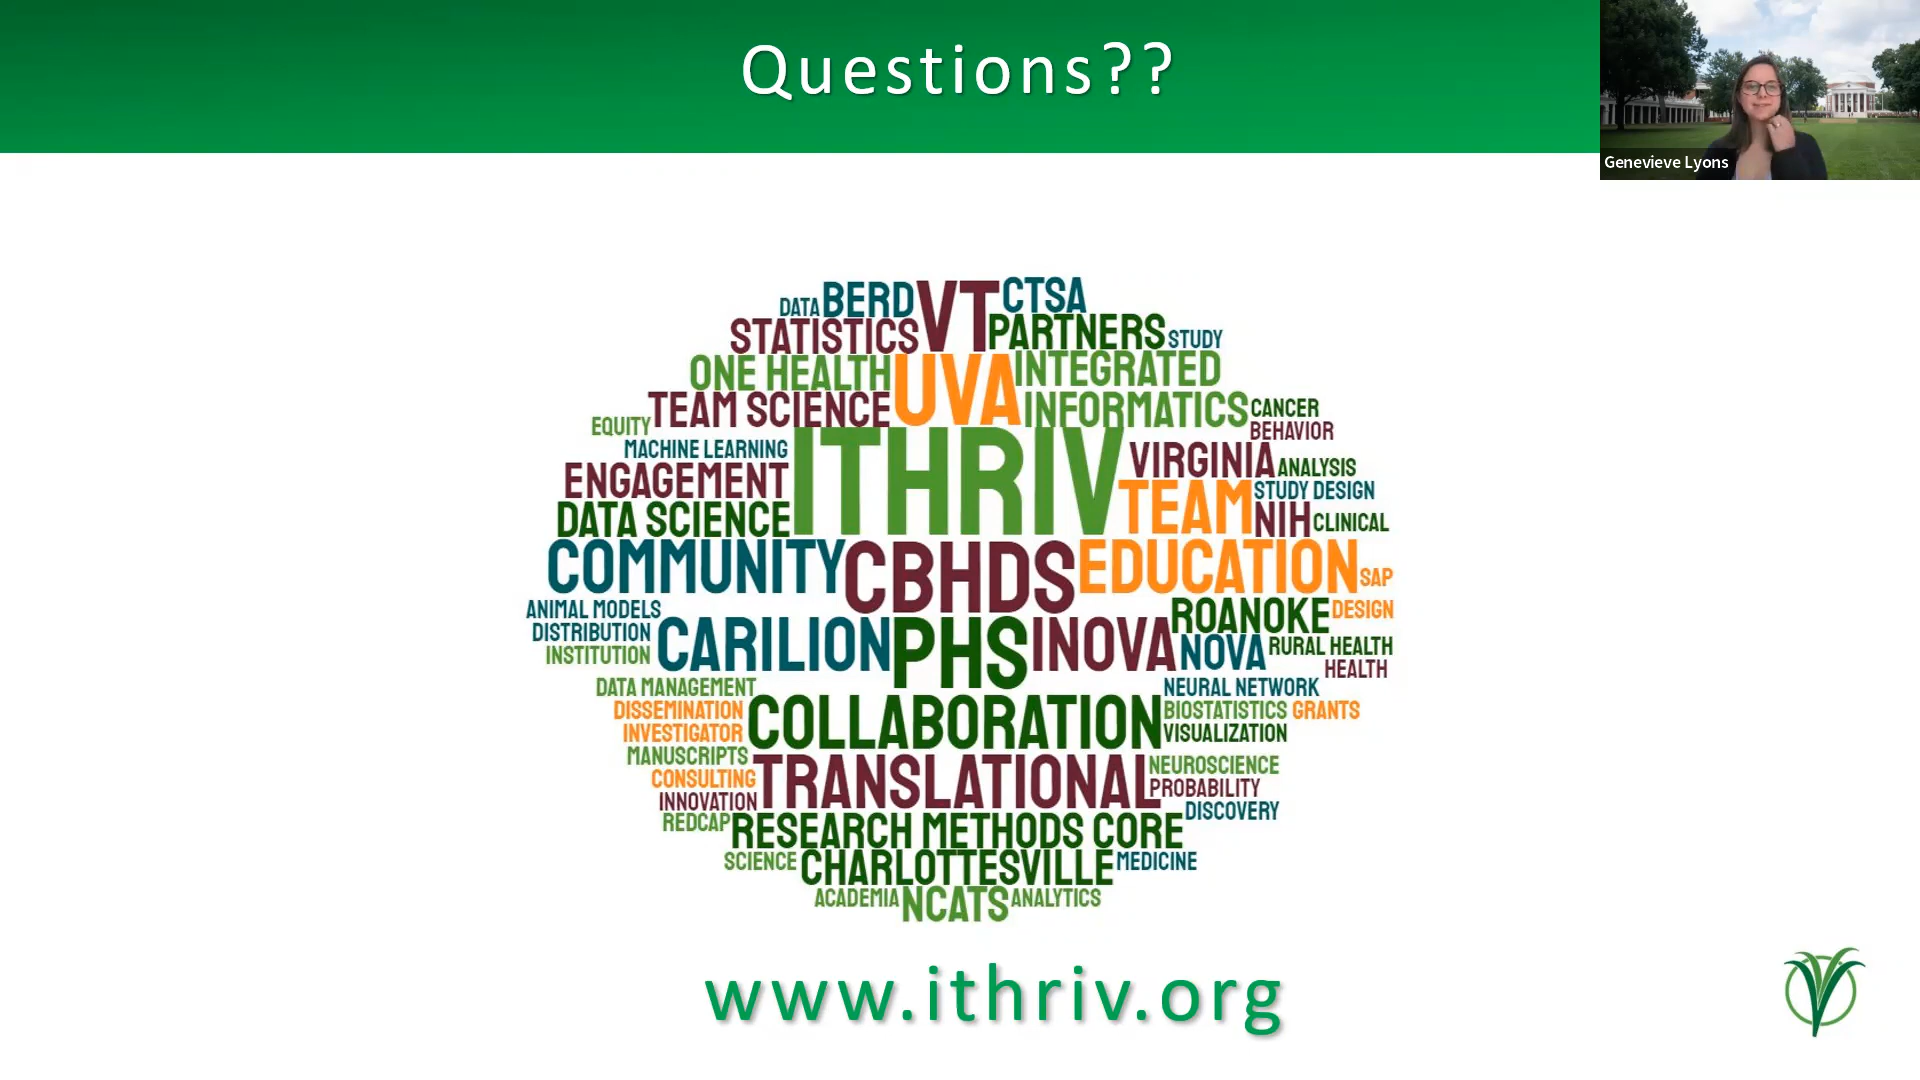 Questions??
Genevieve Lyons
DATA BERD VT CTSA
STATISTICS PARTNERS STUDY
ONE HEALTH UVA INTEGRATED
TEAM SCIENCE INFORMATICS CANCER
EQUITY BEHAVIOR
MACHINE LEARNING ITHRIV VIRGINIA ANALYSIS
ENGAGEMENT TEAM STUDY DESIGN
DATA SCIENCE NIH CLINICAL
COMMUNITY CBHDS EDUCATION SAP
ANIMAL MODELS ROANOKE DESIGN
DISTRIBUTION CARILION PHS INOVA NOVA RURAL HEALTH
INSTITUTION HEALTH
DATA MANAGEMENT NEURAL NETWORK
DISSEMINATION COLLABORATION BIOSTATISTICS GRANTS
INVESTIGATOR VISUALIZATION
MANUSCRIPTS NEUROSCIENCE
CONSULTING TRANSLATIONAL PROBABILITY
INNOVATION DISCOVERY
REDCAP RESEARCH METHODS CORE
SCIENCE CHARLOTTESVILLE MEDICINE
ACADEMIA NCATS ANALYTICS
www.ithriv.org